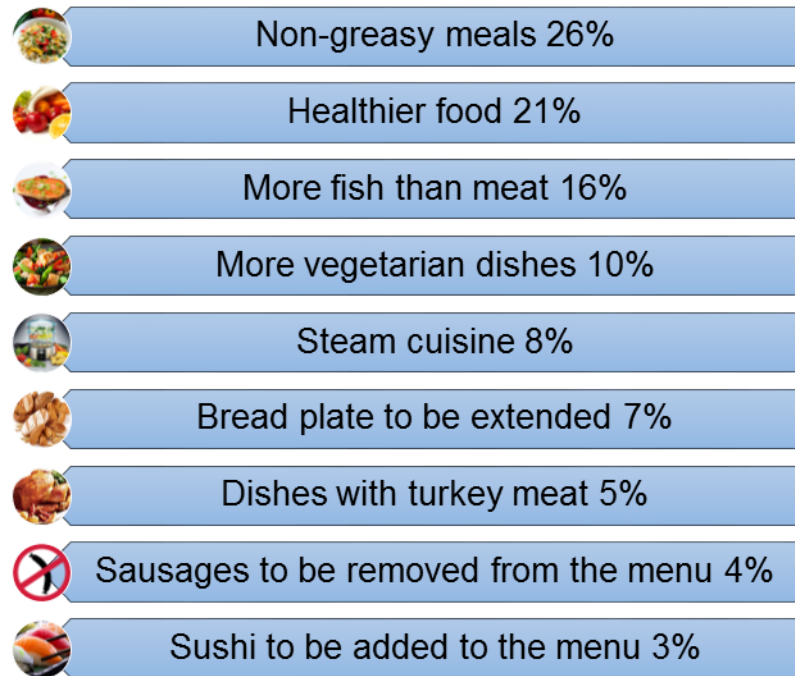 Non-greasy meals 26%
Healthier food 21%
More fish than meat 16%
More vegetarian dishes 10%
Steam cuisine 8%
Bread plate to be extended 7%
Dishes with turkey meat 5%
Sausages to be removed from the menu 4%
Sushi to be added to the menu 3%